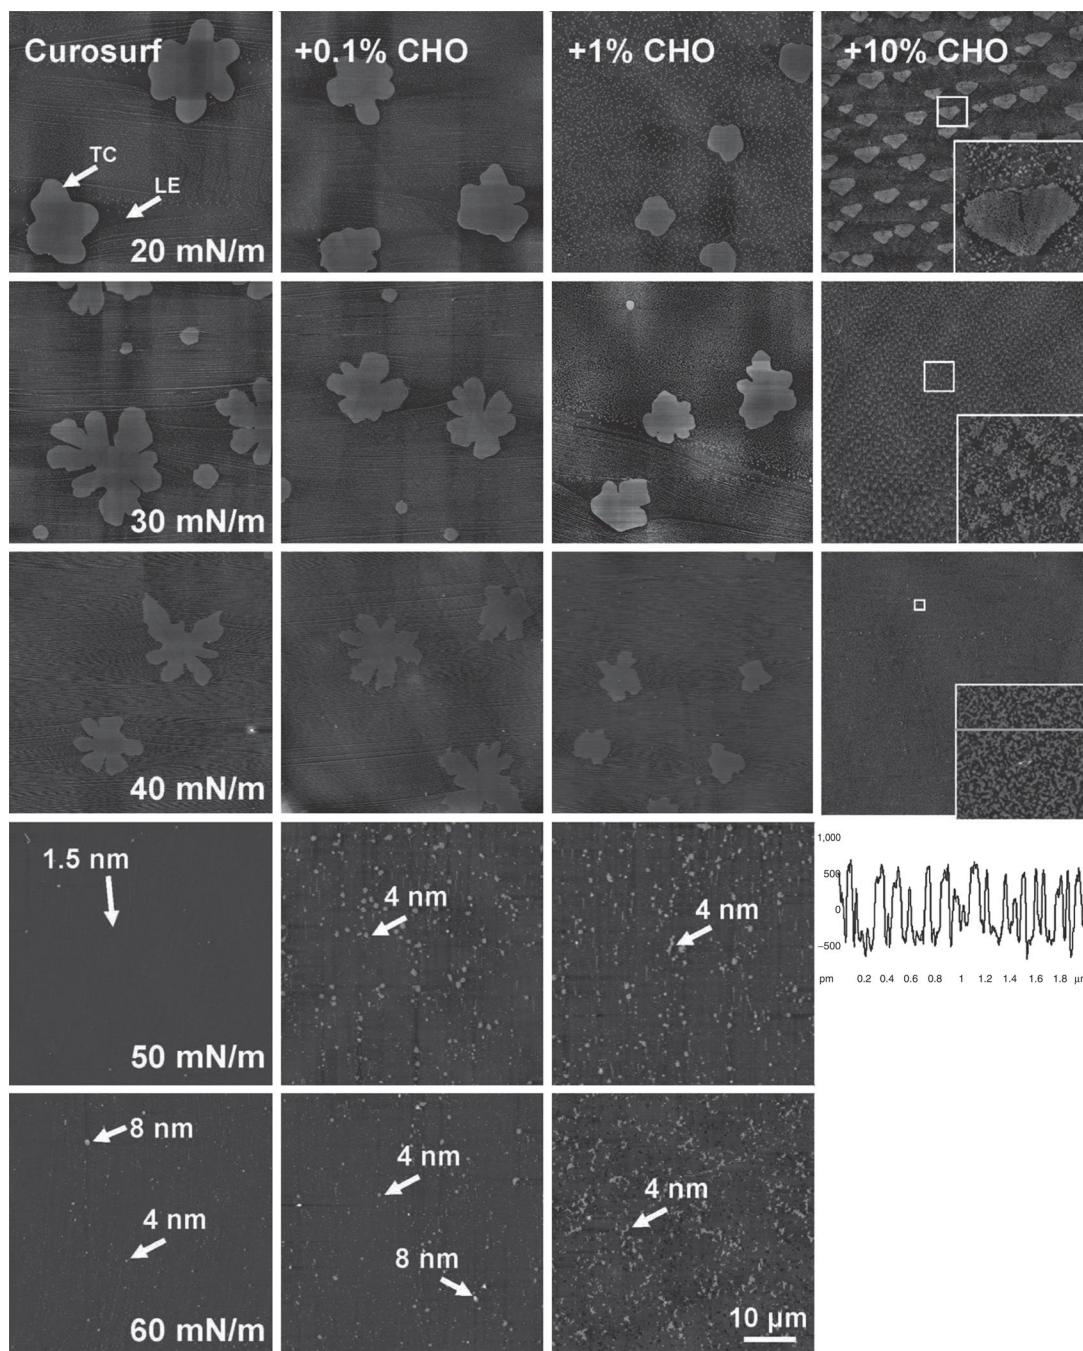 Curosurf
+0.1% CHO
+1% CHO
+10% CHO
TC
LE
20 mN/m
30 mN/m
40 mN/m
1,000
500
0
−500
pm 0.2 0.4 0.6 0.8 1 1.2 1.4 1.6 1.8
1.5 nm
4 nm
4 nm
50 mN/m
8 nm
4 nm
4 nm
8 nm
4 nm
60 mN/m
10 µm